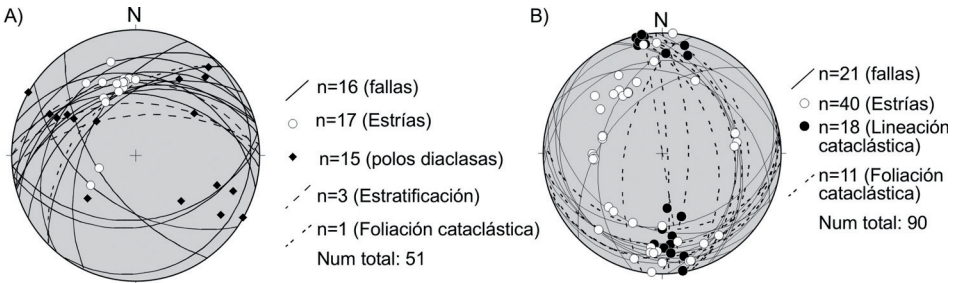 A)
N
n=16 (fallas)
n=17 (Estrías)
n=15 (polos diaclasas)
n=3 (Estratificación)
n=1 (Foliación cataclástica)
Num total: 51
B)
N
n=21 (fallas)
n=40 (Estrías)
n=18 (Lineación
cataclástica)
n=11 (Foliación
cataclástica)
Num total: 90